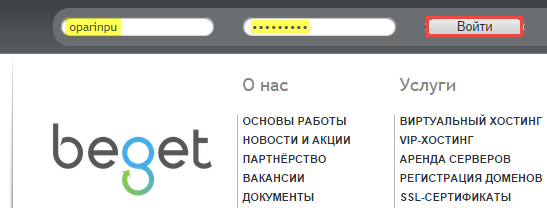 oparinpu ••••••••• Войти
О нас
ОСНОВЫ РАБОТЫ
НОВОСТИ И АКЦИИ
ПАРТНЁРСТВО
ВАКАНСИИ
ДОКУМЕНТЫ
Услуги
ВИРТУАЛЬНЫЙ ХОСТИНГ
VIP-ХОСТИНГ
АРЕНДА СЕРВЕРОВ
РЕГИСТРАЦИЯ ДОМЕНОВ
SSL-СЕРТИФИКАТЫ
beget